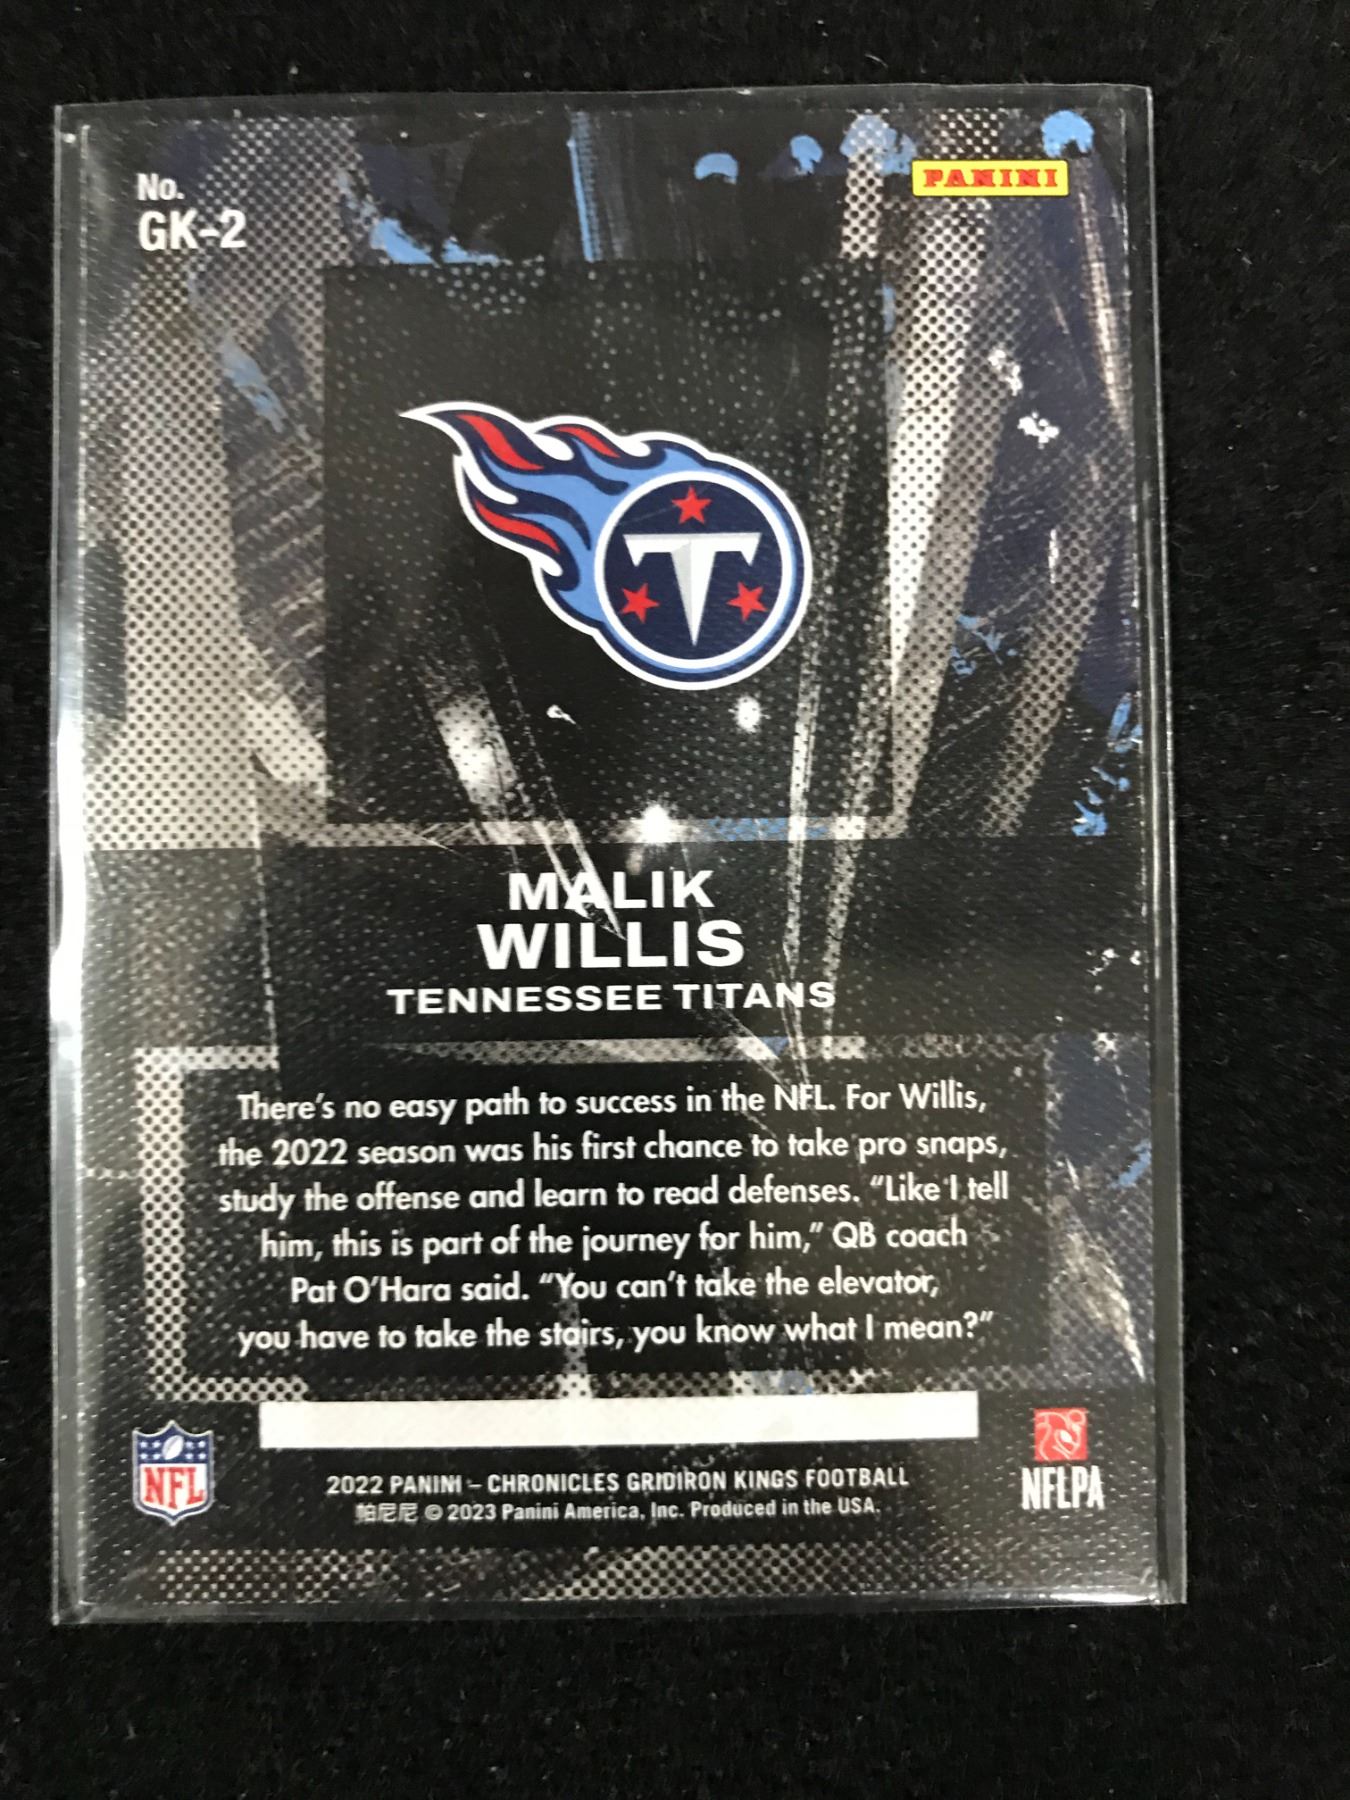 No.
GK-2
PANINI
T
MALIK
WILLIS
TENNESSEE TITANS
There's no easy path to success in the NFL. For Willis,
the 2022 season was his first chance to take pro snaps,
study the offense and learn to read defenses. “Like I tell
him, this is part of the journey for him,” QB coach
Pat O'Hara said. “You can't take the elevator,
you have to take the stairs, you know what I mean?”
NFL
2022 PANINI – CHRONICLES GRIDIRON KINGS FOOTBALL
帕尼尼 © 2023 Panini America, Inc. Produced in the USA.
NFLPA